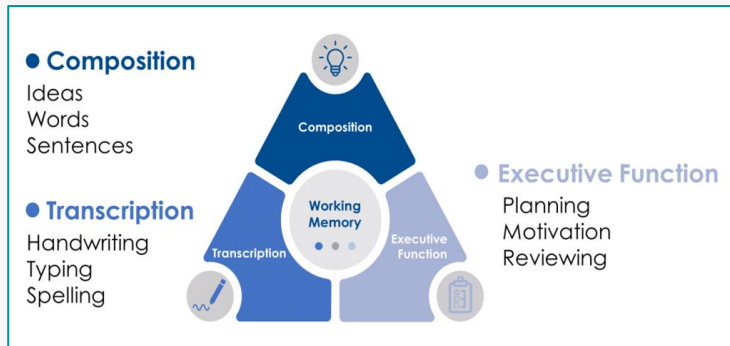 Composition
Ideas
Words
Sentences
Transcription
Handwriting
Typing
Spelling
Composition
Working
Memory
Transcription
Executive
Function
Executive Function
Planning
Motivation
Reviewing